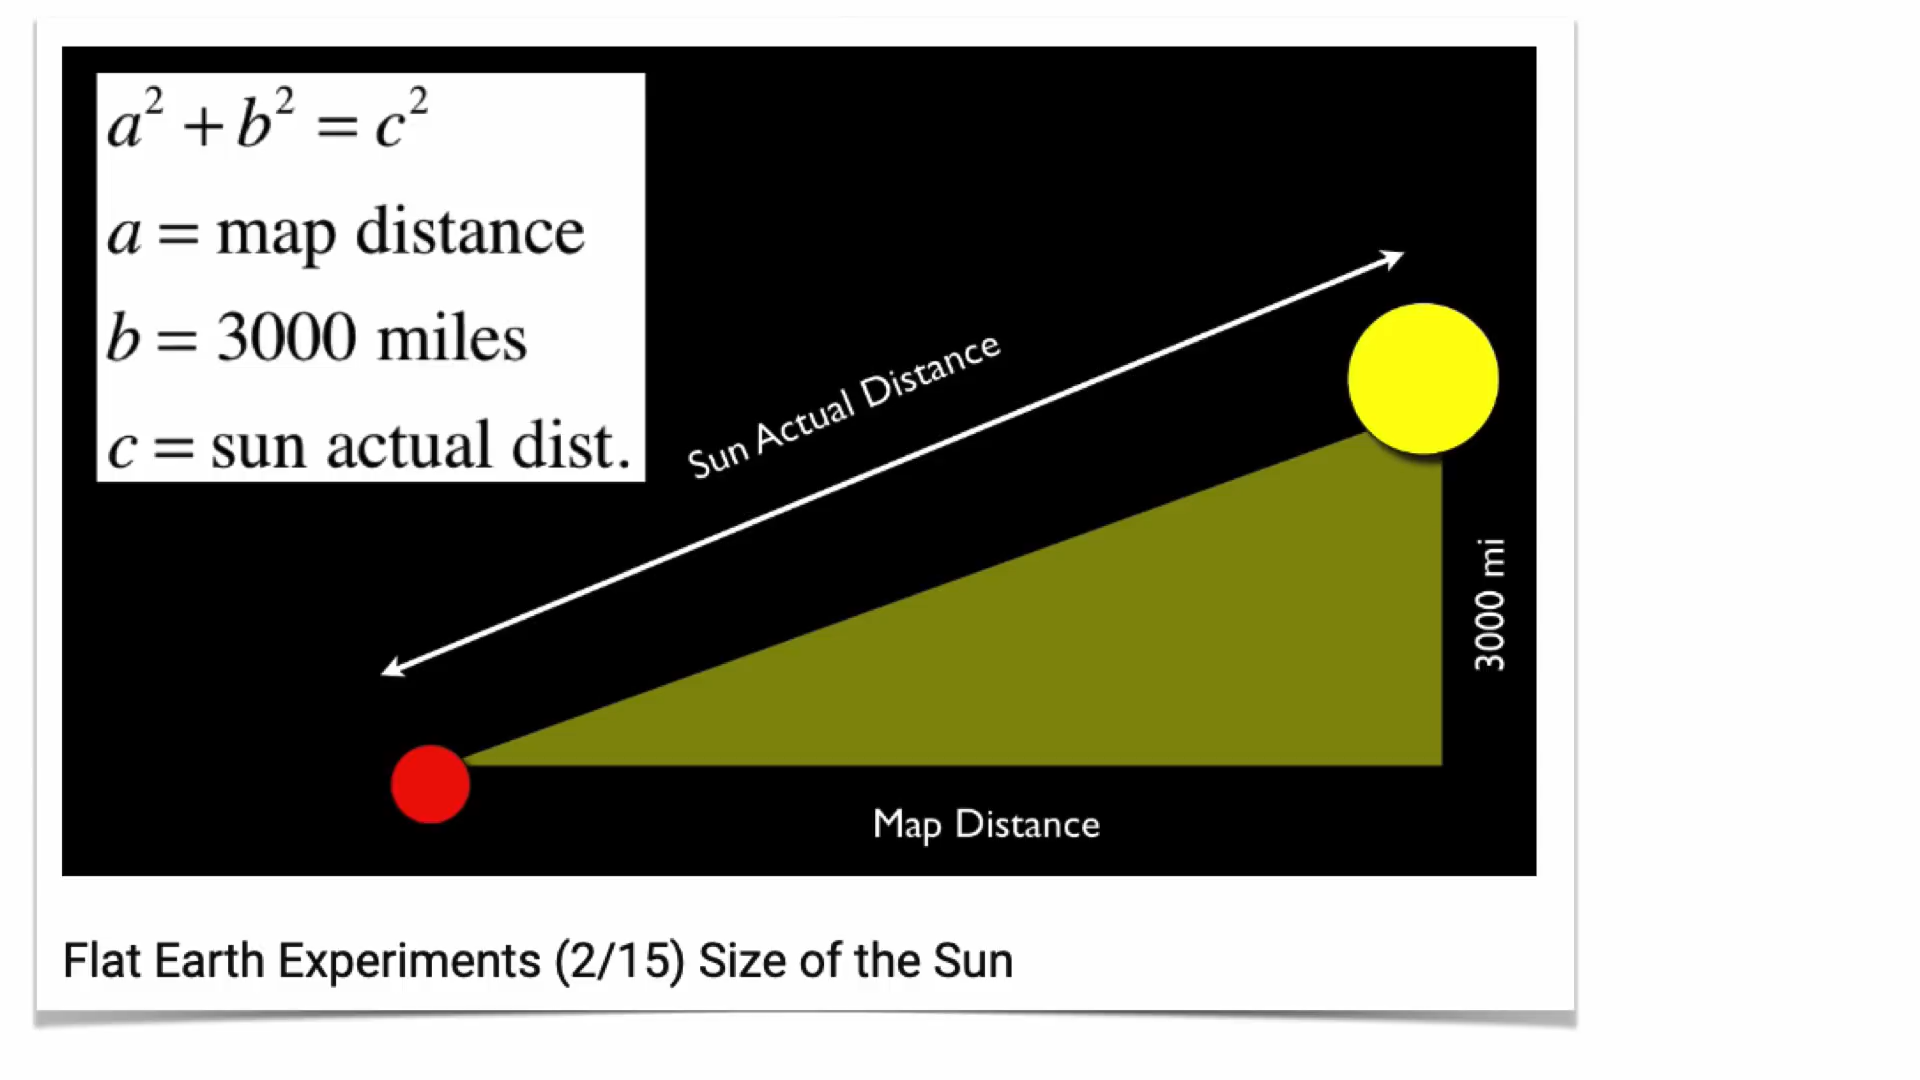 a² + b² = c²
a = map distance
b = 3000 miles
c = sun actual dist.
Sun Actual Distance
3000 mi
Map Distance
Flat Earth Experiments (2/15) Size of the Sun